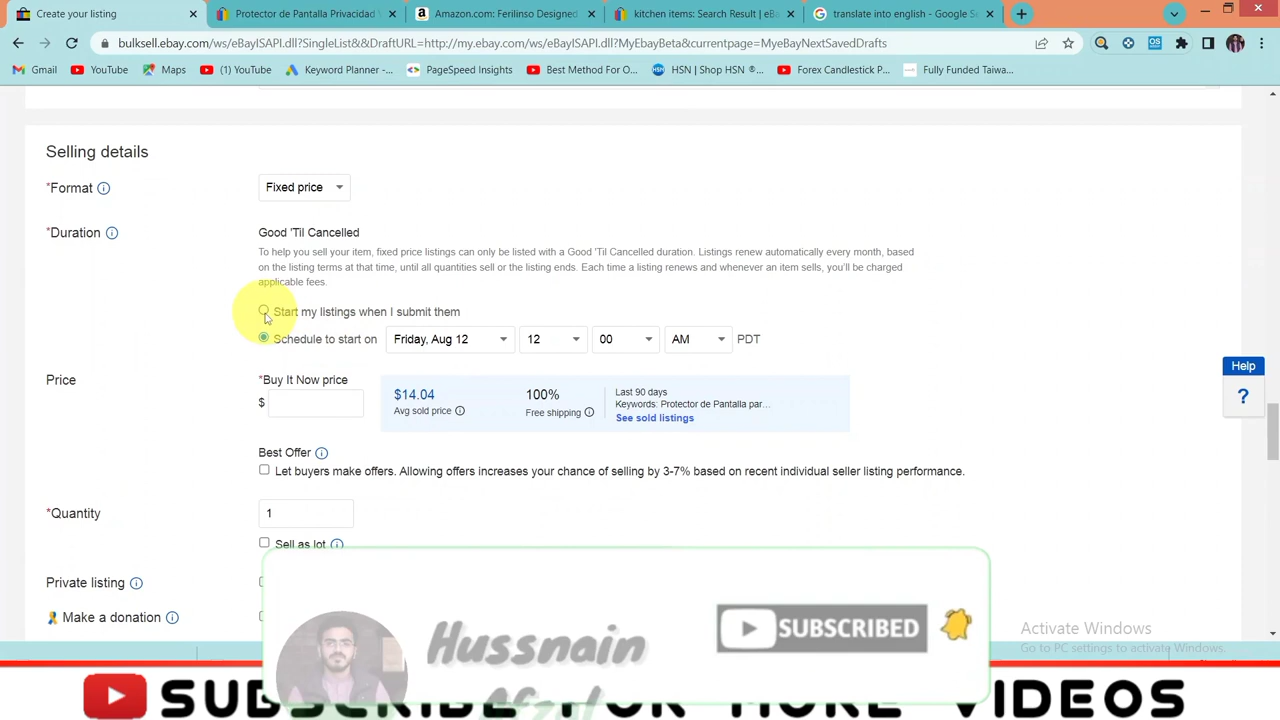 Create your listing
Protector de Pantalla Privacidad V
Amazon.com: Ferilinso Designed
kitchen items: Search Result | eBa
translate into english - Google Se
bulksell.ebay.com/ws/eBayISAPI.dll?SingleList&&DraftURL=http://my.ebay.com/ws/eBayISAPI.dll?MyEbayBeta&currentpage=MyeBayNextSavedDrafts
Gmail
YouTube
Maps
(1) YouTube
Keyword Planner -...
PageSpeed Insights
Best Method For O...
HSN | Shop HSN ®...
Forex Candlestick P...
Fully Funded Taiwa...
Selling details
*Format
Fixed price
*Duration
Good 'Til Cancelled
To help you sell your item, fixed price listings can only be listed with a Good 'Til Cancelled duration. Listings renew automatically every month, based
on the listing terms at that time, until all quantities sell or the listing ends. Each time a listing renews and whenever an item sells, you'll be charged
applicable fees.
Start my listings when I submit them
Schedule to start on Friday, Aug 12 12 00 AM PDT
Price
*Buy It Now price
$
$14.04
Avg sold price
100%
Free shipping
Last 90 days
Keywords: Protector de Pantalla par...
See sold listings
Help
?
Best Offer
Let buyers make offers. Allowing offers increases your chance of selling by 3-7% based on recent individual seller listing performance.
*Quantity
1
Sell as lot
Private listing
Make a donation
Hussnain
Afzal
SUBSCRIBED
Activate Windows
Go to PC settings to activate Windows.
SUBSCRIBE FOR MORE VIDEOS